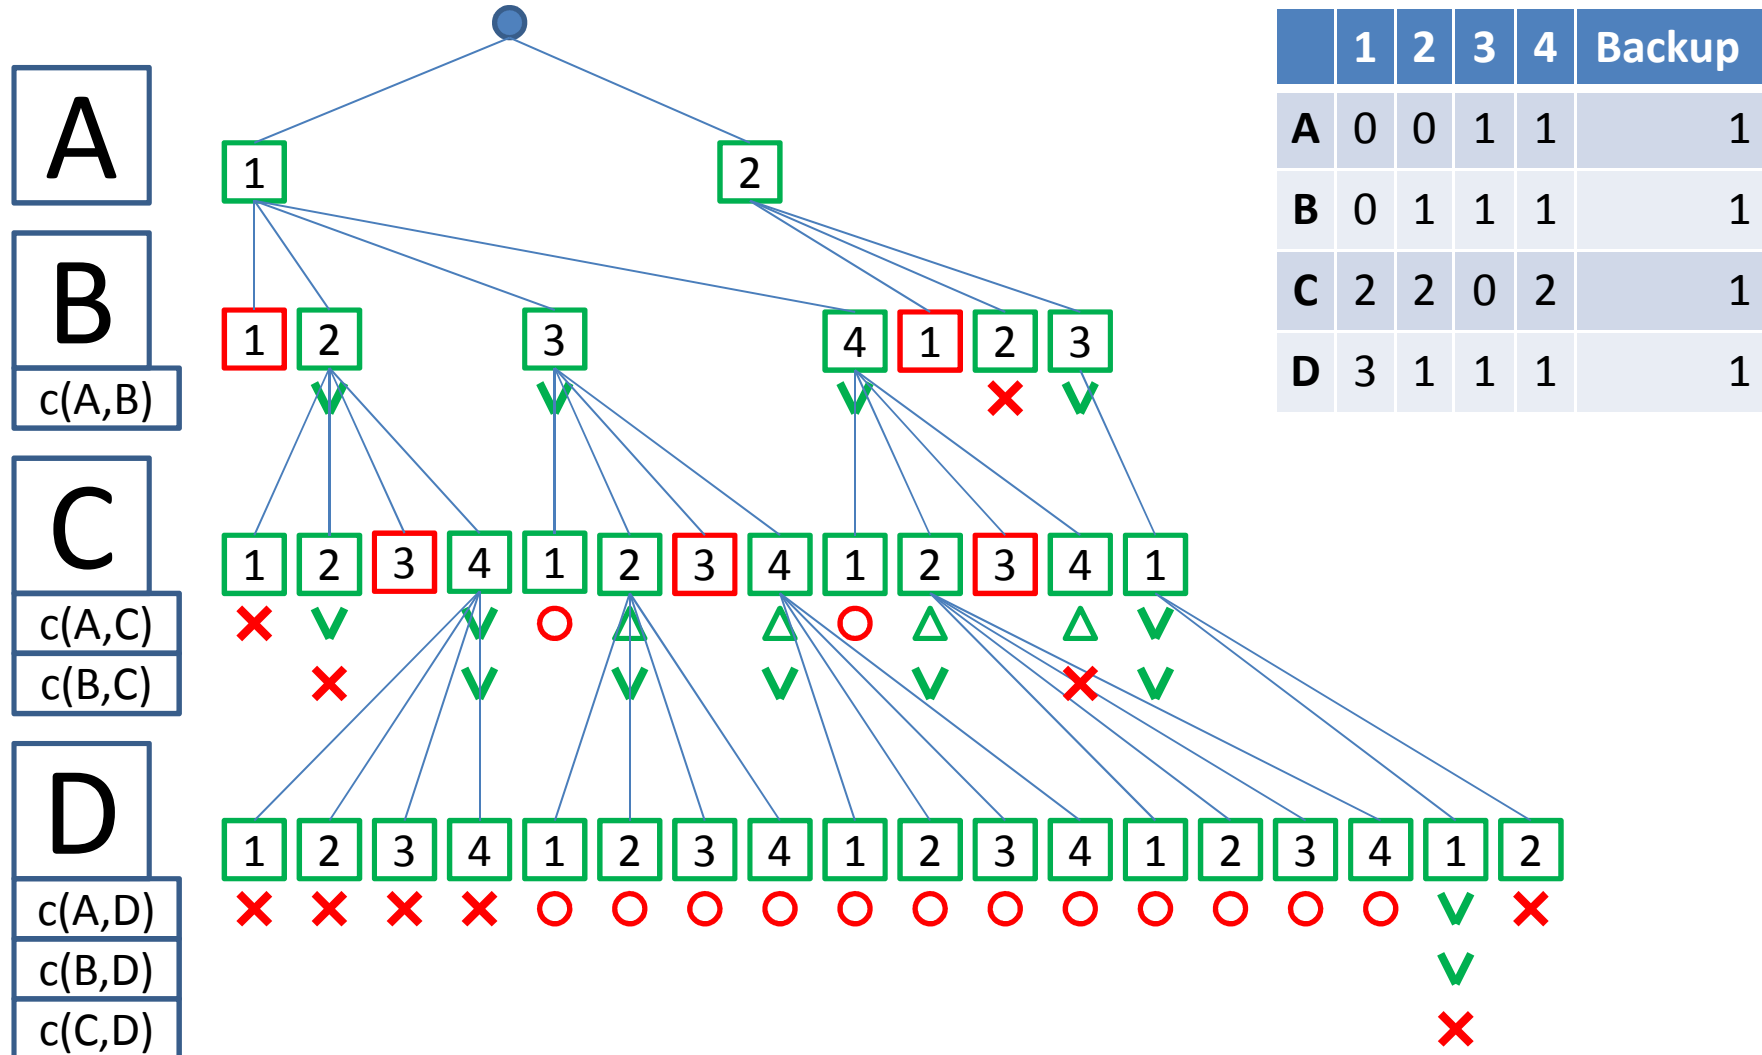 1 2 3 4 Backup
A 0 0 1 1 1
B 0 1 1 1 1
C 2 2 0 2 1
D 3 1 1 1 1
A
1 2
B
1 2 3 4 1 2 3
c(A,B)
C
1 2 3 4 1 2 3 4 1 2 3 4 1
c(A,C)
c(B,C)
D
1 2 3 4 1 2 3 4 1 2 3 4 1 2 3 4 1 2
c(A,D)
c(B,D)
c(C,D)